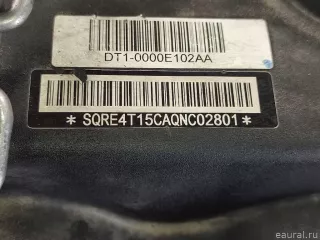 DT1-0000E102AA
* SQRE4T15CAQNC02801 *
© eaural.ru